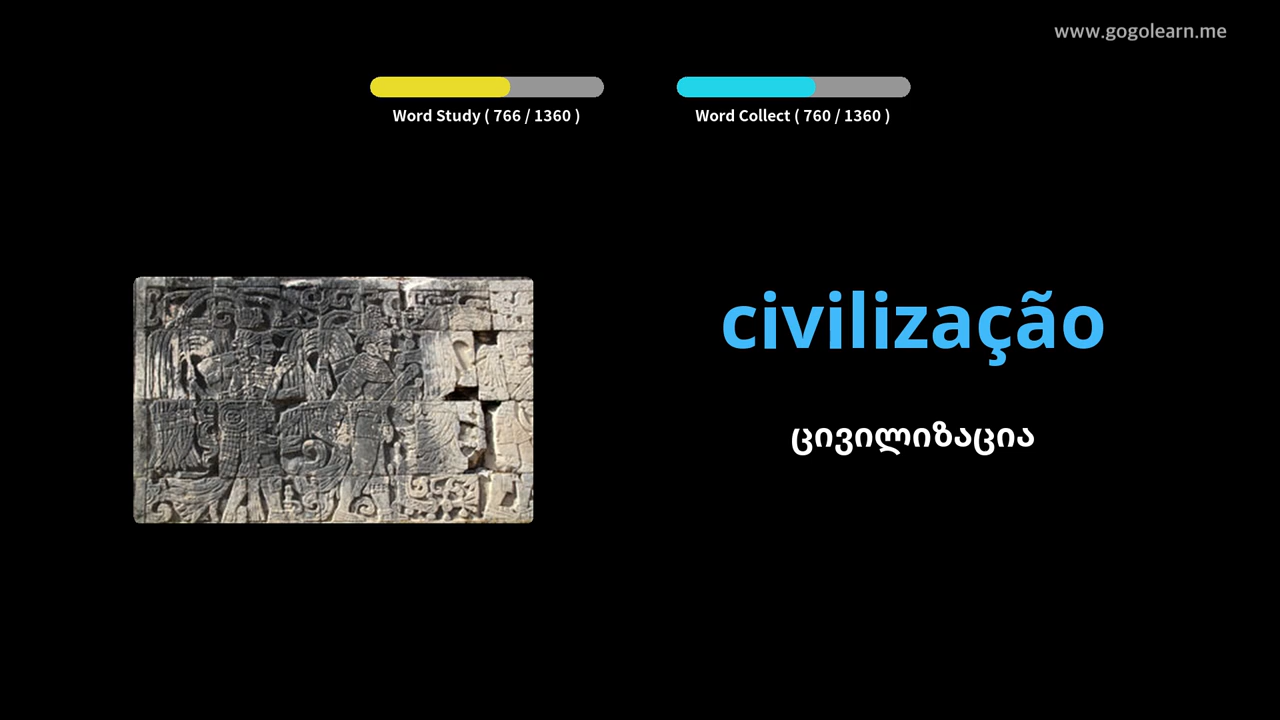 www.gogolearn.me
Word Study ( 766 / 1360 )
Word Collect ( 760 / 1360 )
civilização
ცივილიზაცია